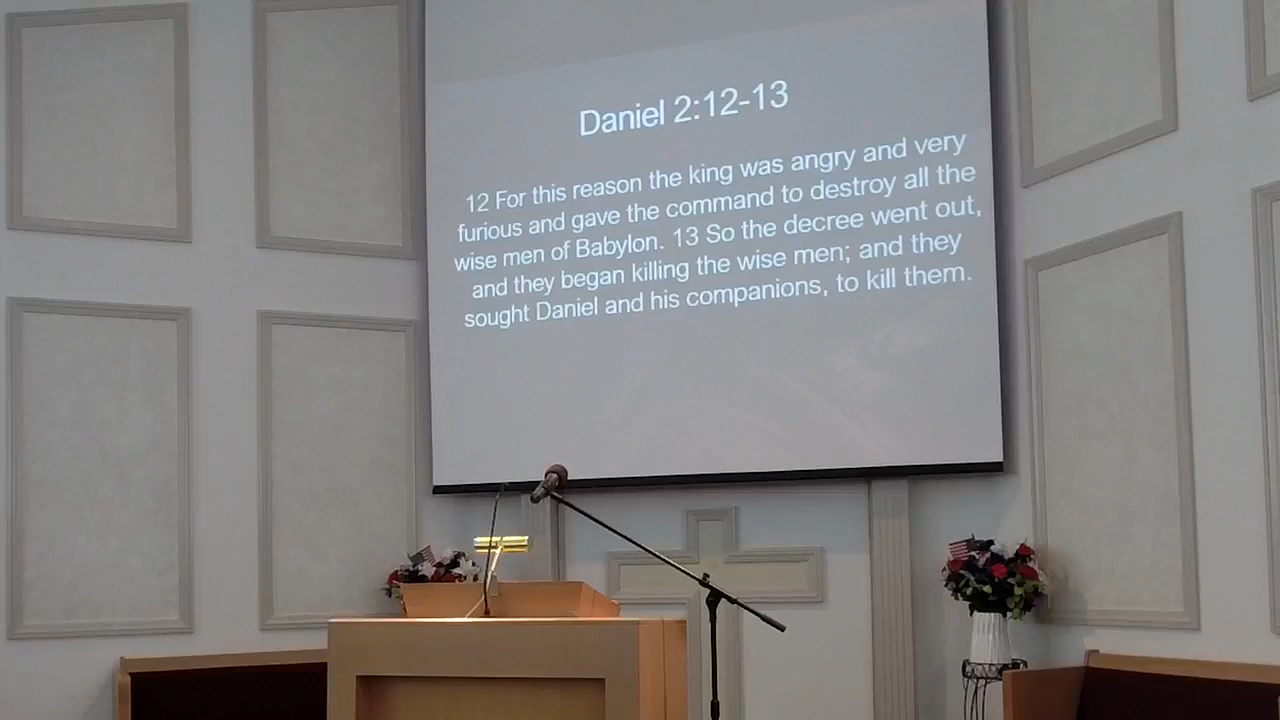 Daniel 2:12-13
12 For this reason the king was angry and very
furious and gave the command to destroy all the
wise men of Babylon. 13 So the decree went out,
and they began killing the wise men; and they
sought Daniel and his companions, to kill them.